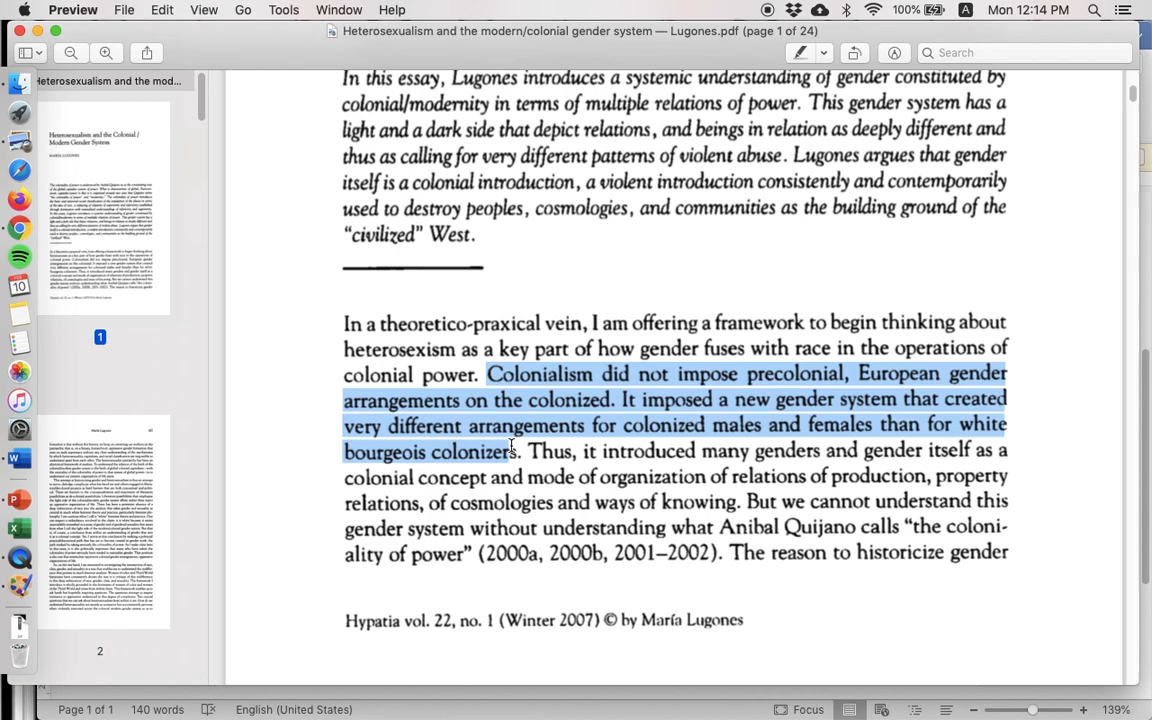 Preview File Edit View Go Tools Window Help 100% A Mon 12:14 PM
Heterosexualism and the modern/colonial gender system — Lugones.pdf (page 1 of 24)
Search
Heterosexualism and the mod...
Heterosexualism and the Colonial /
Modern Gender System
MARÍA LUGONES
1
2
In this essay, Lugones introduces a systemic understanding of gender constituted by
colonial/modernity in terms of multiple relations of power. This gender system has a
light and a dark side that depict relations, and beings in relation as deeply different and
thus as calling for very different patterns of violent abuse. Lugones argues that gender
itself is a colonial introduction, a violent introduction consistently and contemporarily
used to destroy peoples, cosmologies, and communities as the building ground of the
“civilized” West.
In a theoretico-praxical vein, I am offering a framework to begin thinking about
heterosexism as a key part of how gender fuses with race in the operations of
colonial power. Colonialism did not impose precolonial, European gender
arrangements on the colonized. It imposed a new gender system that created
very different arrangements for colonized males and females than for white
bourgeois colonizers. Thus, it introduced many genders and gender itself as a
colonial concept and mode of organization of relations of production, property
relations, of cosmologies and ways of knowing. But we cannot understand this
gender system without understanding what Anibal Quijano calls “the coloni-
ality of power” (2000a, 2000b, 2001–2002). The reason to historicize gender
Hypatia vol. 22, no. 1 (Winter 2007) © by María Lugones
Page 1 of 1 140 words English (United States) Focus 139%